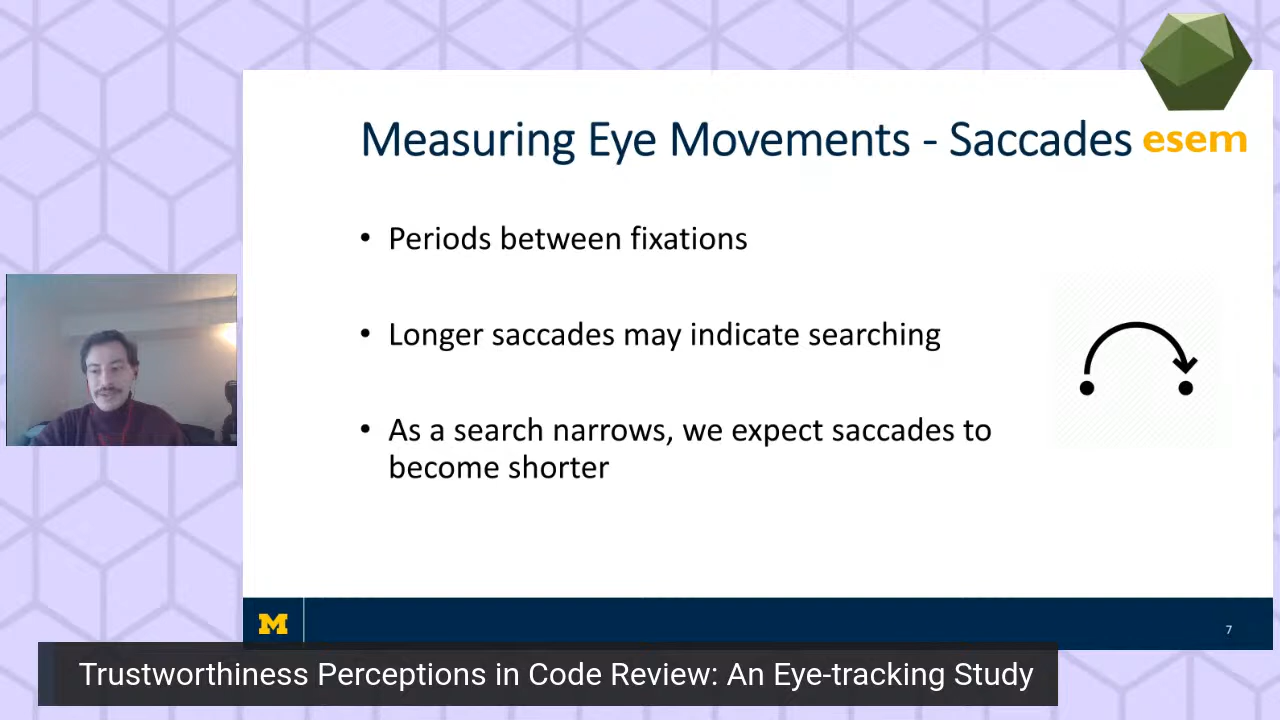 Measuring Eye Movements - Saccades
esem
• Periods between fixations
• Longer saccades may indicate searching
• As a search narrows, we expect saccades to
become shorter
M
7
Trustworthiness Perceptions in Code Review: An Eye-tracking Study